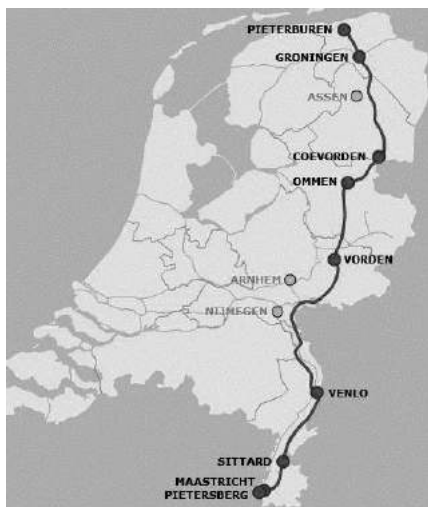 PIETERBUREN
GRONINGEN
ASSEN
COEVORDEN
OMMEN
VORDEN
ARNHEM
NIJMEGEN
VENLO
SITTARD
MAASTRICHT
PIETERSBERG